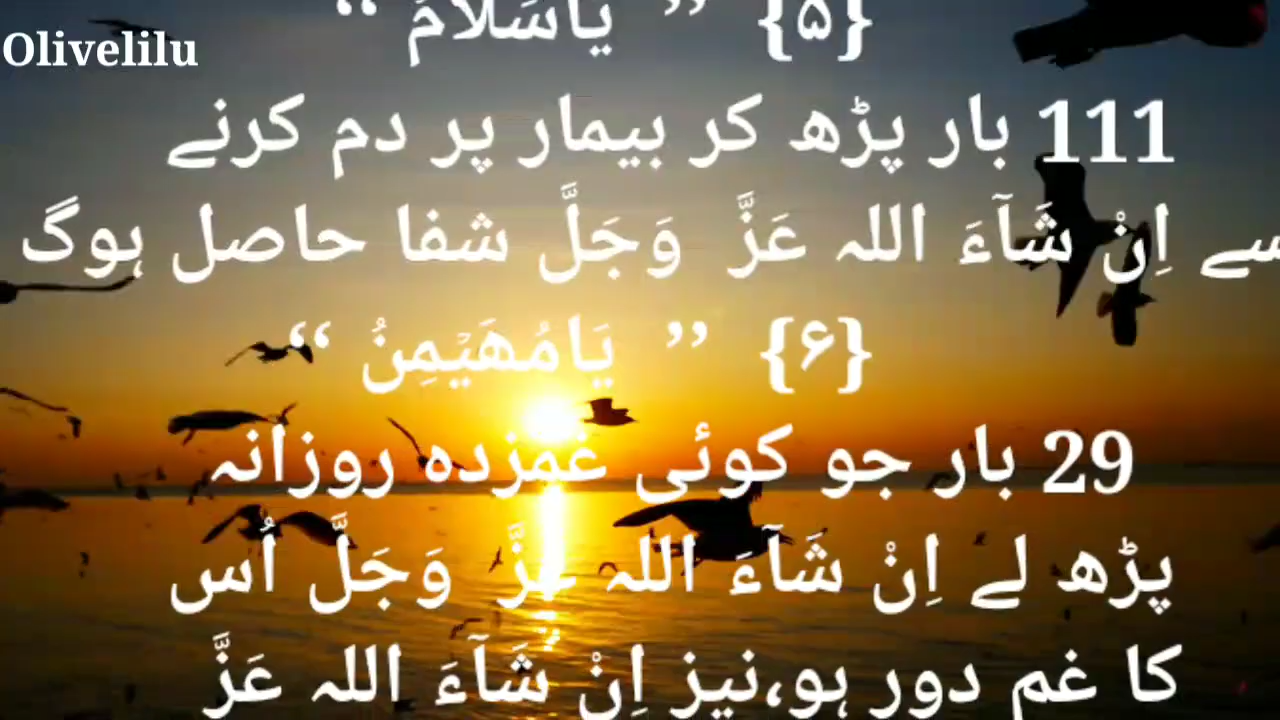 Olivelilu
{۵} ” یَاسَلَامُ “
111 بار پڑھ کر بیمار پر دم کرنے
سے اِنْ شَآءَ اللہ عَزَّ وَجَلَّ شفا حاصل ہوگ
{۶} ” یَامُھَیْمِنُ “
29 بار جو کوئی غمزدہ روزانہ
پڑھ لے اِنْ شَآءَ اللہ عَزَّ وَجَلَّ اُس
کا غم دور ہو،نیز اِنْ شَآءَ اللہ عَزَّ